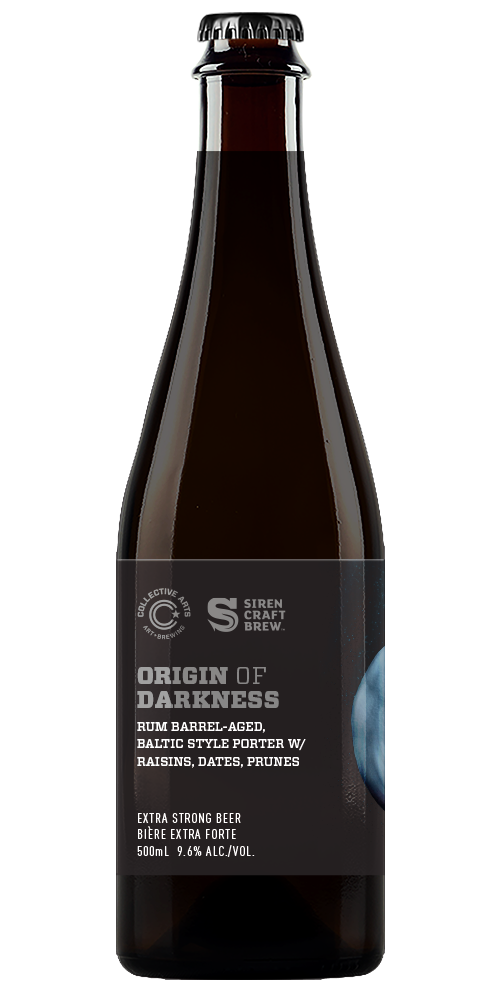 COLLECTIVE ARTS
ART + BREWING
SIREN
CRAFT
BREW™
ORIGIN OF
DARKNESS
RUM BARREL-AGED,
BALTIC STYLE PORTER W/
RAISINS, DATES, PRUNES
EXTRA STRONG BEER
BIÈRE EXTRA FORTE
500mL 9.6% ALC./VOL.